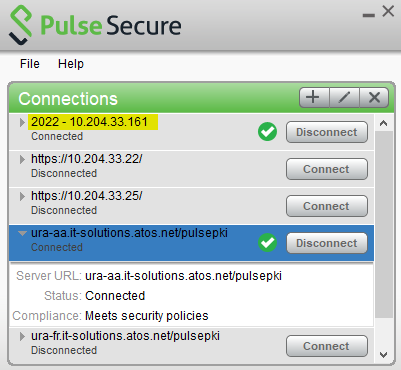 Pulse Secure
File Help
Connections
2022 - 10.204.33.161
Connected
Disconnect
https://10.204.33.22/
Disconnected
Connect
https://10.204.33.25/
Disconnected
Connect
ura-aa.it-solutions.atos.net/pulsepki
Connected
Disconnect
Server URL: ura-aa.it-solutions.atos.net/pulsepki
Status: Connected
Compliance: Meets security policies
ura-fr.it-solutions.atos.net/pulsepki
Disconnected
Connect